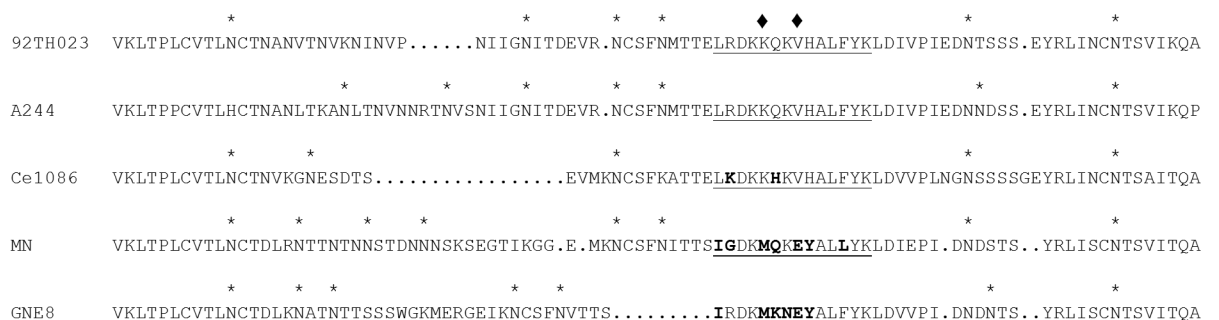 * * * * ♦ ♦ * *
92TH023 VKLTPLCVTLNCTNANVTNVKNINVP......NIIGNITDEVR.NCSFNMTTELRDKKQKVHALFYKLDIVPIEDNTSSS.EYRLINCNTSVIKQA
* * * * * * *
A244 VKLTPPCVTLHCTNANLTKANLTNVNNRTNVSNIIGNITDEVR.NCSFNMTTELRDKKQKVHALFYKLDIVPIEDNNDSS.EYRLINCNTSVIKQP
* * * * *
Ce1086 VKLTPLCVTLNCTNVKGNESDTS.................EVMKNCSFKATTELKDKKHKVHALFYKLDVVPLNGNSSSSGEYRLINCNTSAITQA
* * * * * * * *
MN VKLTPLCVTLNCTDLRNTTNTNNSTDNNNSKSEGTIKGG.E.MKNCSFNITTSIGDKMQKEYALLYKLDIEPI.DNDSTS..YRLISCNTSVITQA
* * * * * * *
GNE8 VKLTPLCVTLNCTDLKNATNTTSSSWGKMERGEIKNCSFNVTTS.........IRDKMKNEYALFYKLDVVPI.DNDNTS..YRLINCNTSVITQA